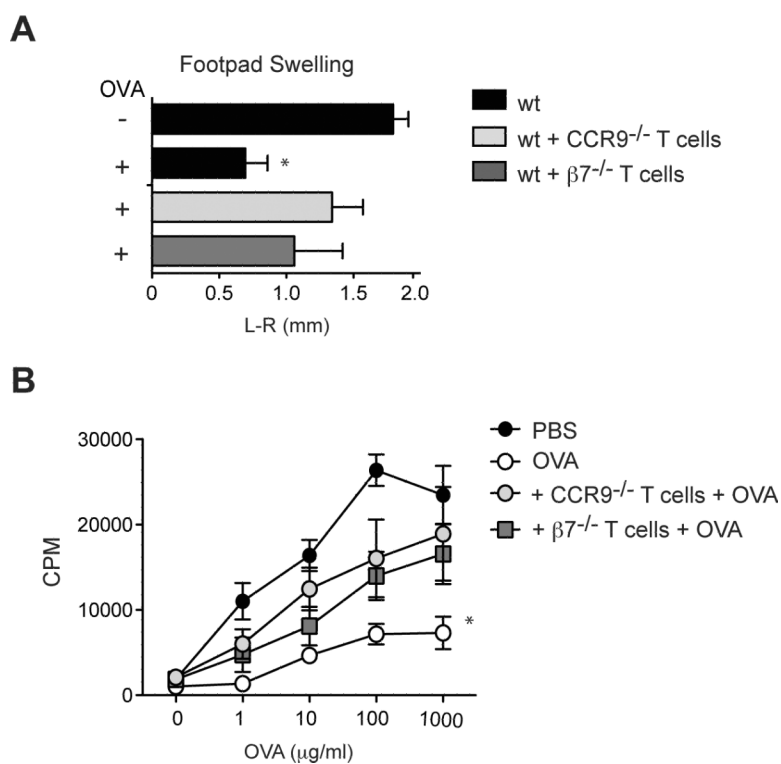 A
Footpad Swelling
OVA
-
+
*
+
+
0 0.5 1.0 1.5 2.0
L-R (mm)
wt
wt + CCR9-/- T cells
wt + β7-/- T cells
B
30000
20000
10000
0
CPM
0 1 10 100 1000
OVA (μg/ml)
*
PBS
OVA
+ CCR9-/- T cells + OVA
+ β7-/- T cells + OVA